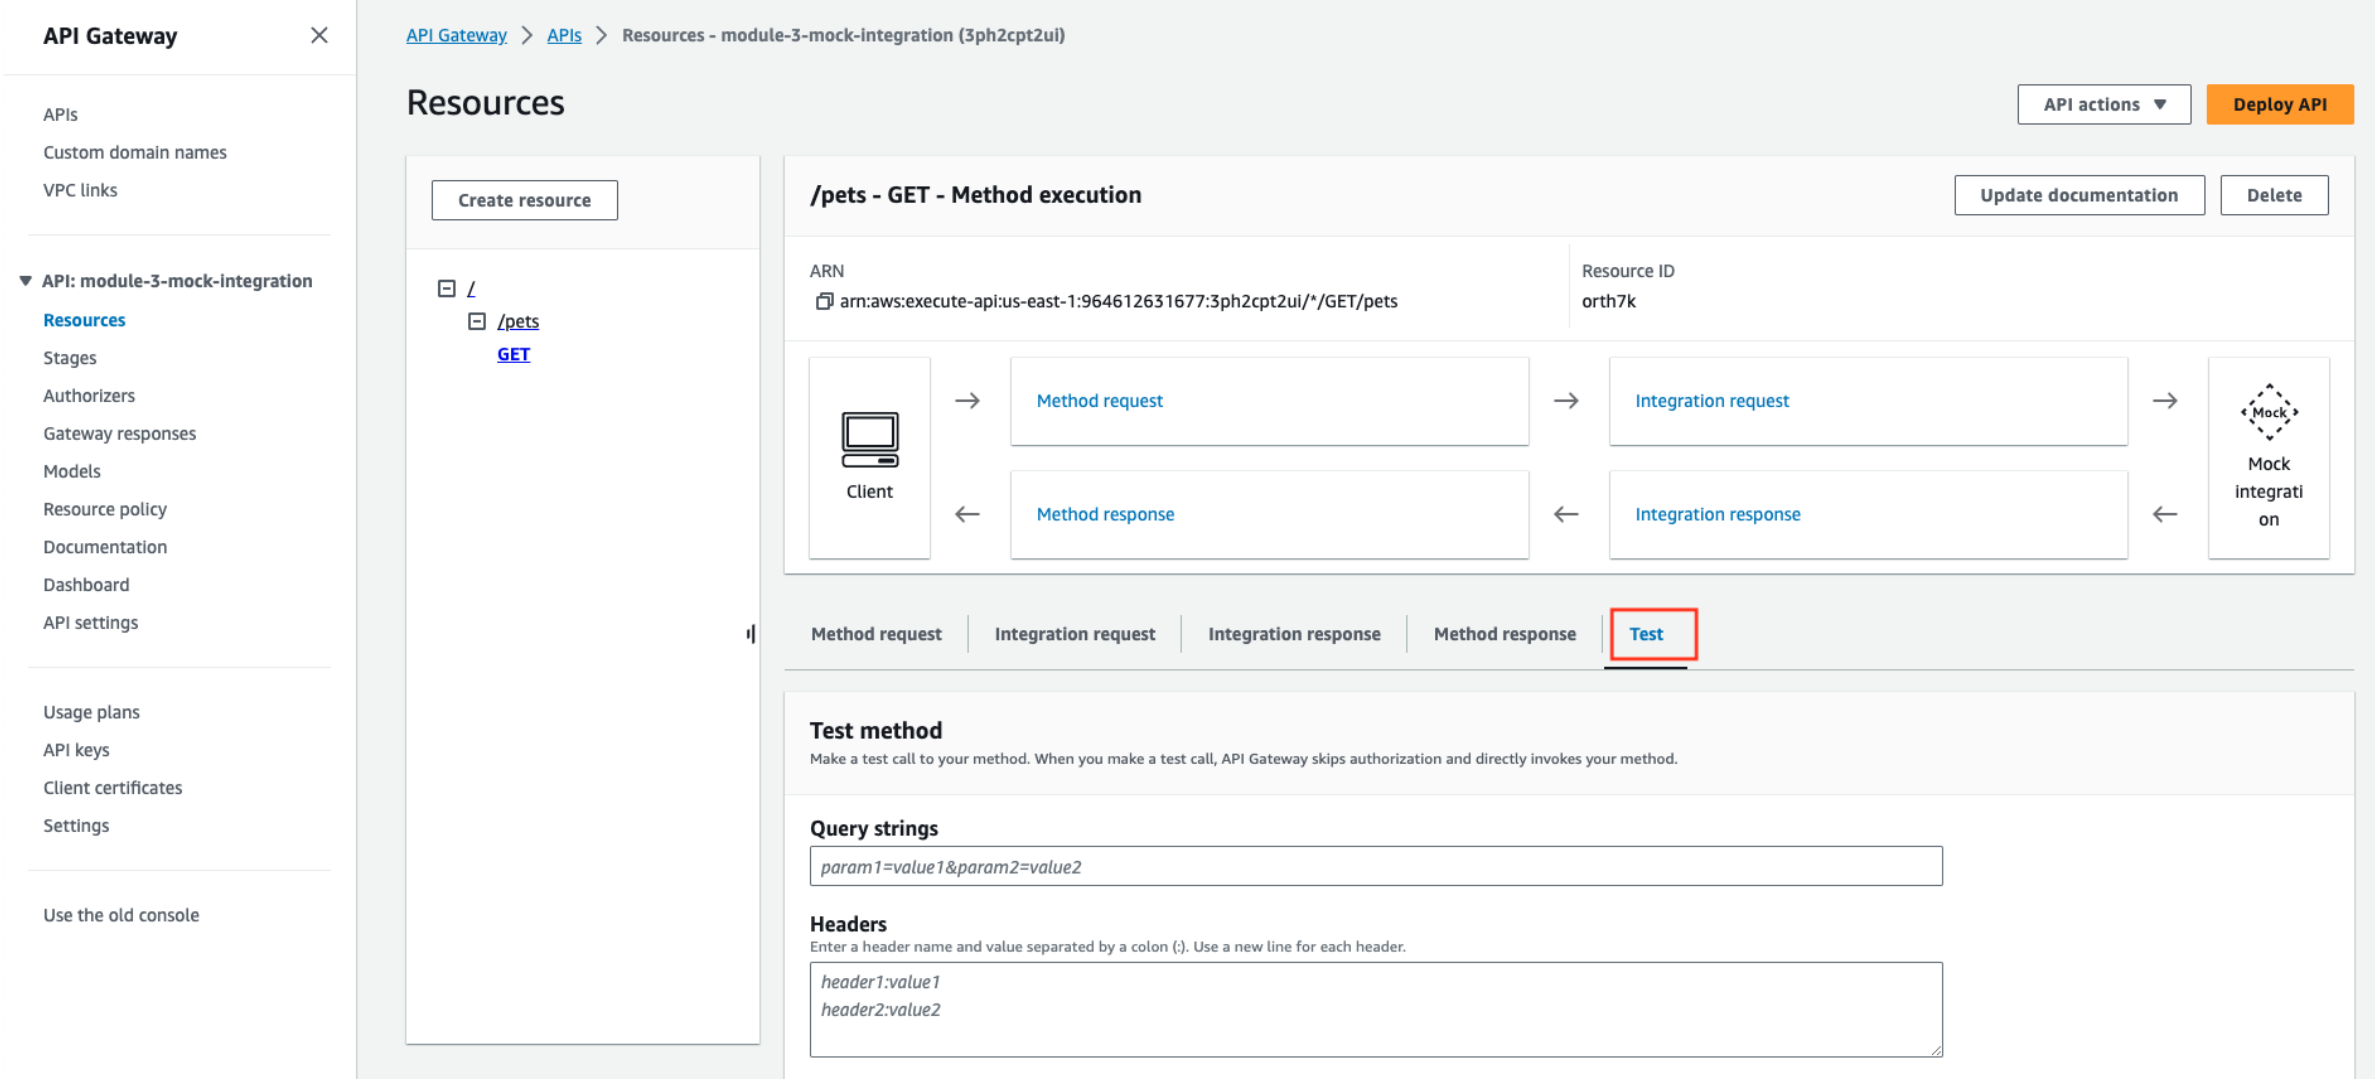 API Gateway
APIs
Custom domain names
VPC links
API: module-3-mock-integration
Resources
Stages
Authorizers
Gateway responses
Models
Resource policy
Documentation
Dashboard
API settings
Usage plans
API keys
Client certificates
Settings
Use the old console
API Gateway > APIs > Resources - module-3-mock-integration (3ph2cpt2ui)
Resources
API actions
Deploy API
Create resource
/
/pets
GET
/pets - GET - Method execution
Update documentation
Delete
ARN
arn:aws:execute-api:us-east-1:964612631677:3ph2cpt2ui/*/GET/pets
Resource ID
orth7k
Client
Method request
Integration request
Method response
Integration response
Mock
Mock
integrati
on
Method request
Integration request
Integration response
Method response
Test
Test method
Make a test call to your method. When you make a test call, API Gateway skips authorization and directly invokes your method.
Query strings
param1=value1&param2=value2
Headers
Enter a header name and value separated by a colon (:). Use a new line for each header.
header1:value1
header2:value2